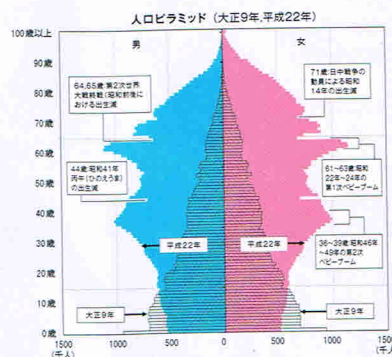 人口ピラミッド（大正9年,平成22年）
100歳以上
男
女
90歳
80歳
70歳
60歳
50歳
40歳
30歳
20歳
10歳
0歳
64,65歳:第2次世界
大戦終戦（昭和前後に
おける出生減
71歳:日中戦争の
動員による昭和
14年の出生減
44歳:昭和41年
丙午（ひのえうま）
の出生減
61〜63歳:昭和
22年〜24年の
第1次ベビーブーム
平成22年
平成22年
36〜39歳:昭和46年
〜49年の第2次
ベビーブーム
大正9年
大正9年
1500
1000
500
0
0
500
1000
150
（千人）
（千人